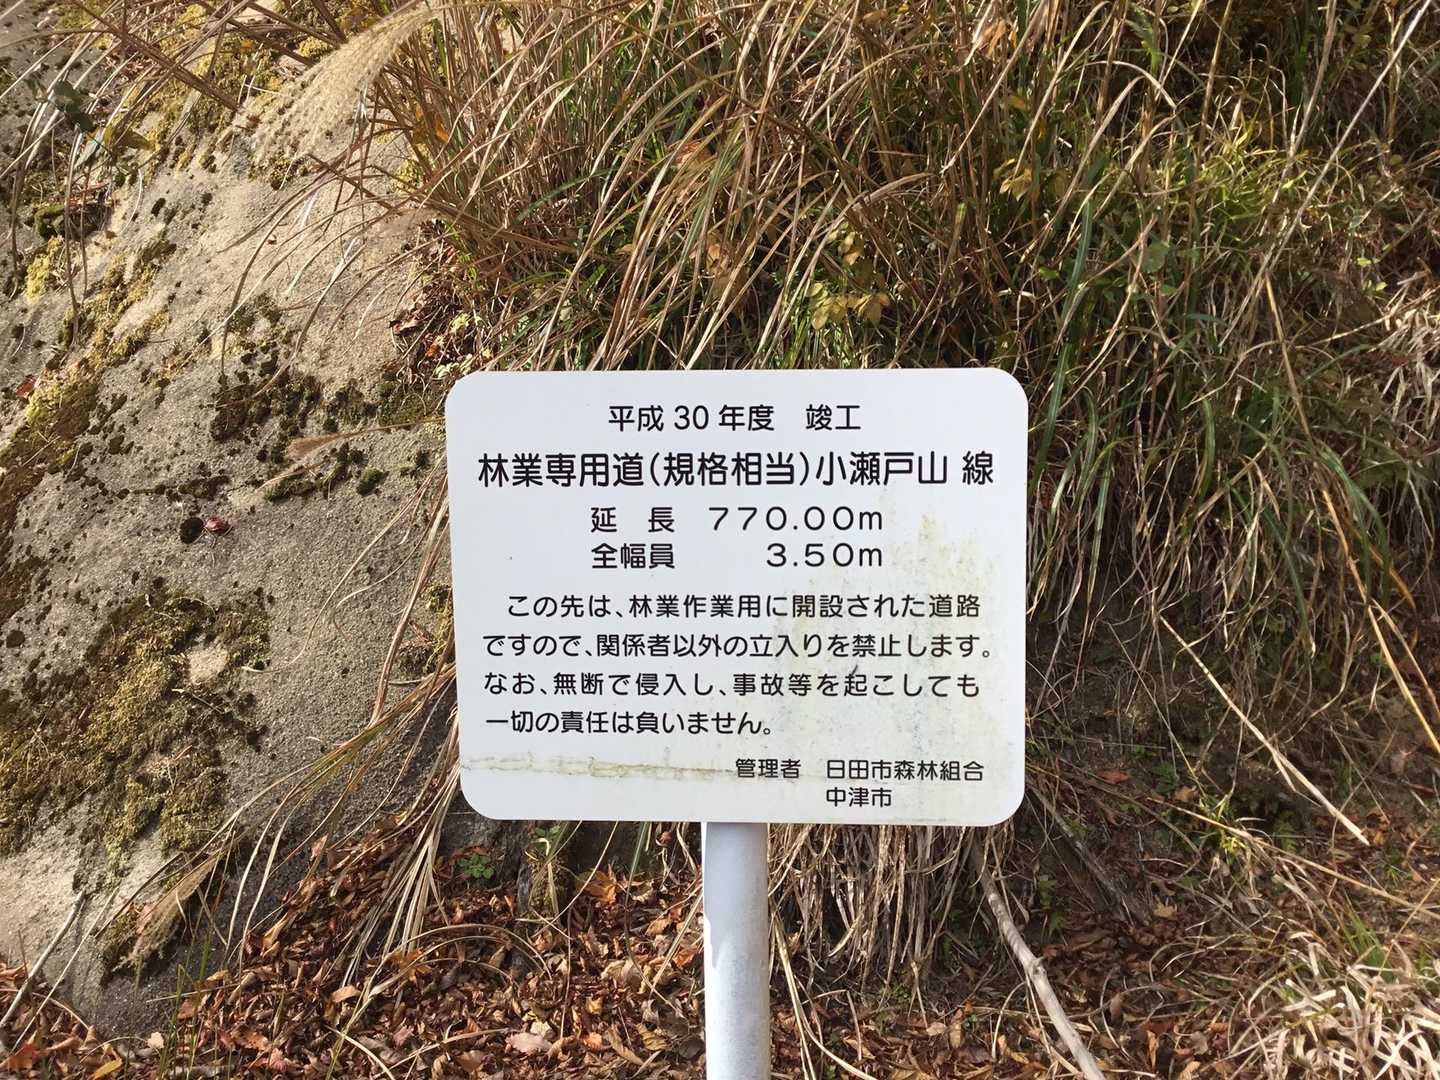 平成30年度 竣工
林業専用道(規格相当)小瀬戸山 線
延 長 770.00m
全幅員 3.50m
この先は、林業作業用に開設された道路
ですので、関係者以外の立入りを禁止します。
なお、無断で侵入し、事故等を起こしても
一切の責任は負いません。
管理者 日田市森林組合
中津市